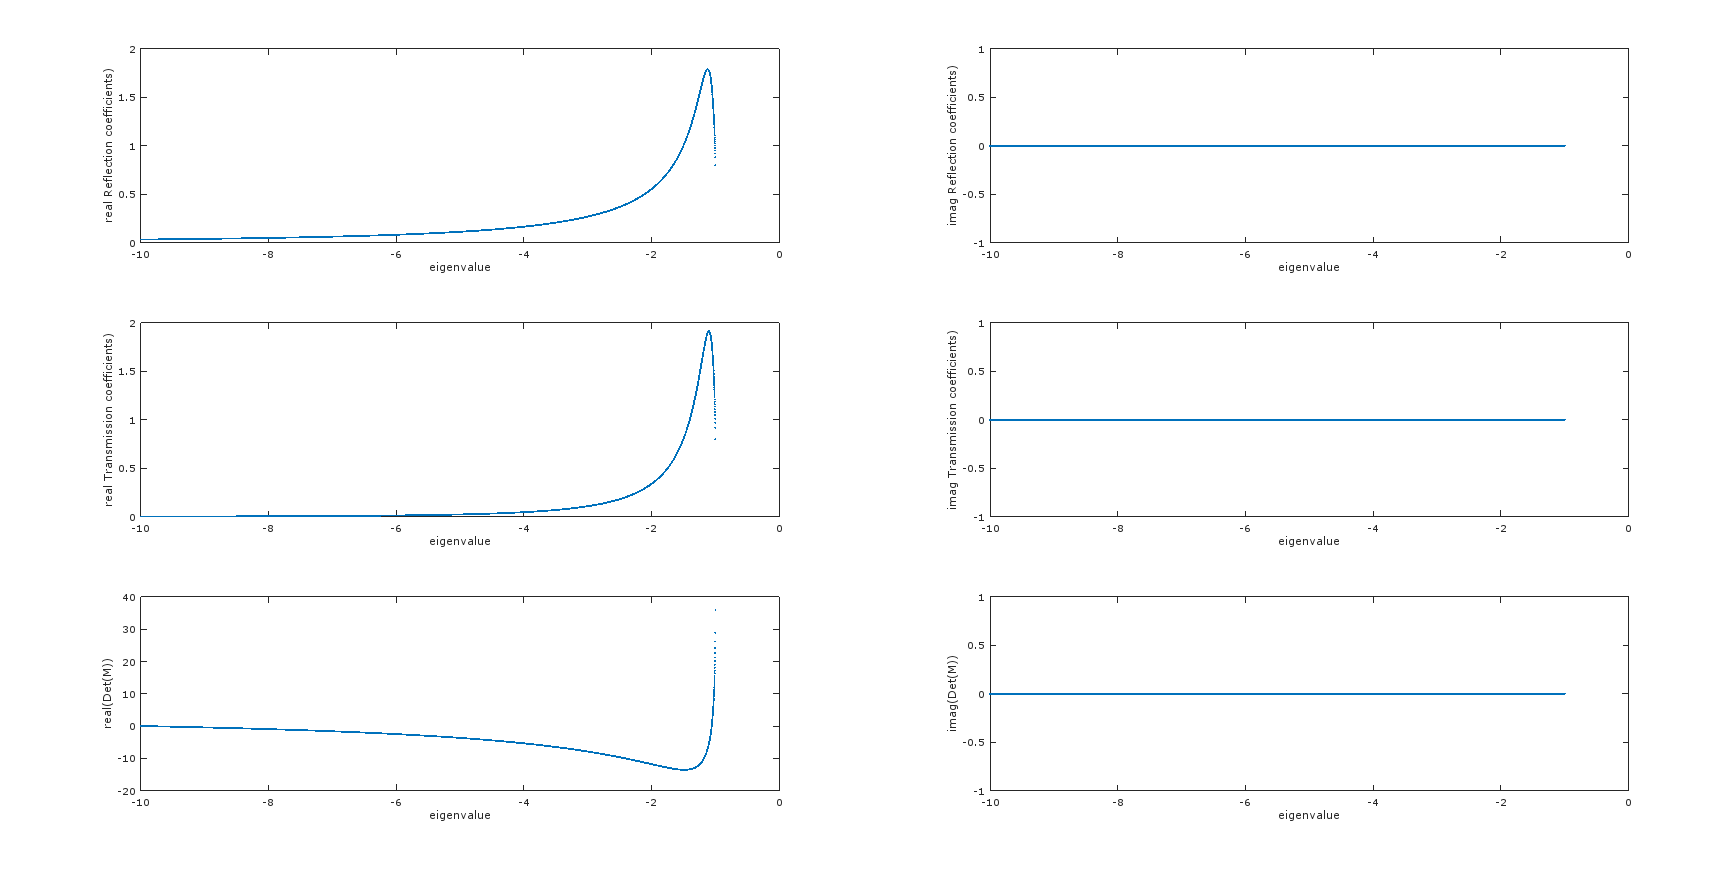 real Reflection coefficients)
2
1.5
1
0.5
0
-10 -8 -6 -4 -2 0
eigenvalue
imag Reflection coefficients)
1
0.5
0
-0.5
-1
-10 -8 -6 -4 -2 0
eigenvalue
real Transmission coefficients)
2
1.5
1
0.5
0
-10 -8 -6 -4 -2 0
eigenvalue
imag Transmission coefficients)
1
0.5
0
-0.5
-1
-10 -8 -6 -4 -2 0
eigenvalue
real(Det(M))
40
30
20
10
0
-10
-20
-10 -8 -6 -4 -2 0
eigenvalue
imag(Det(M))
1
0.5
0
-0.5
-1
-10 -8 -6 -4 -2 0
eigenvalue